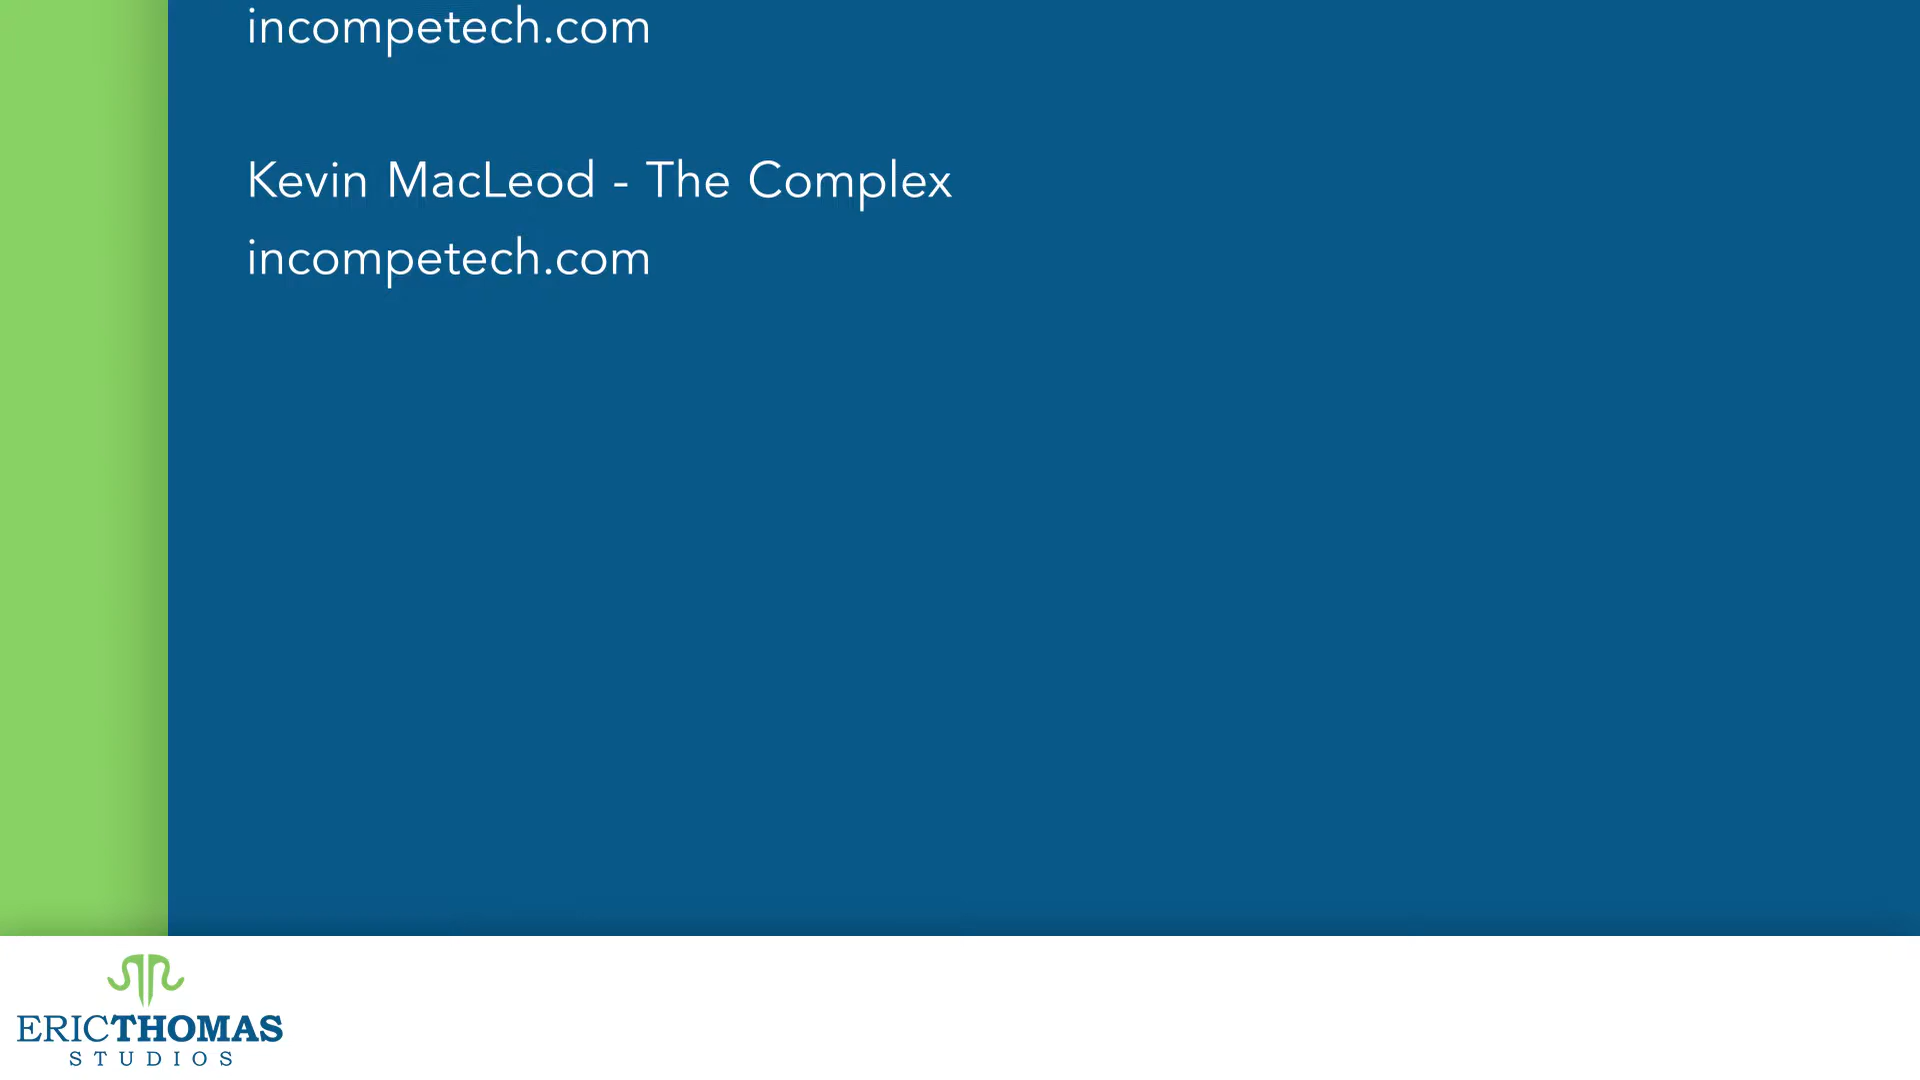 incompetech.com
Kevin MacLeod - The Complex
incompetech.com
ERICTHOMAS
STUDIOS